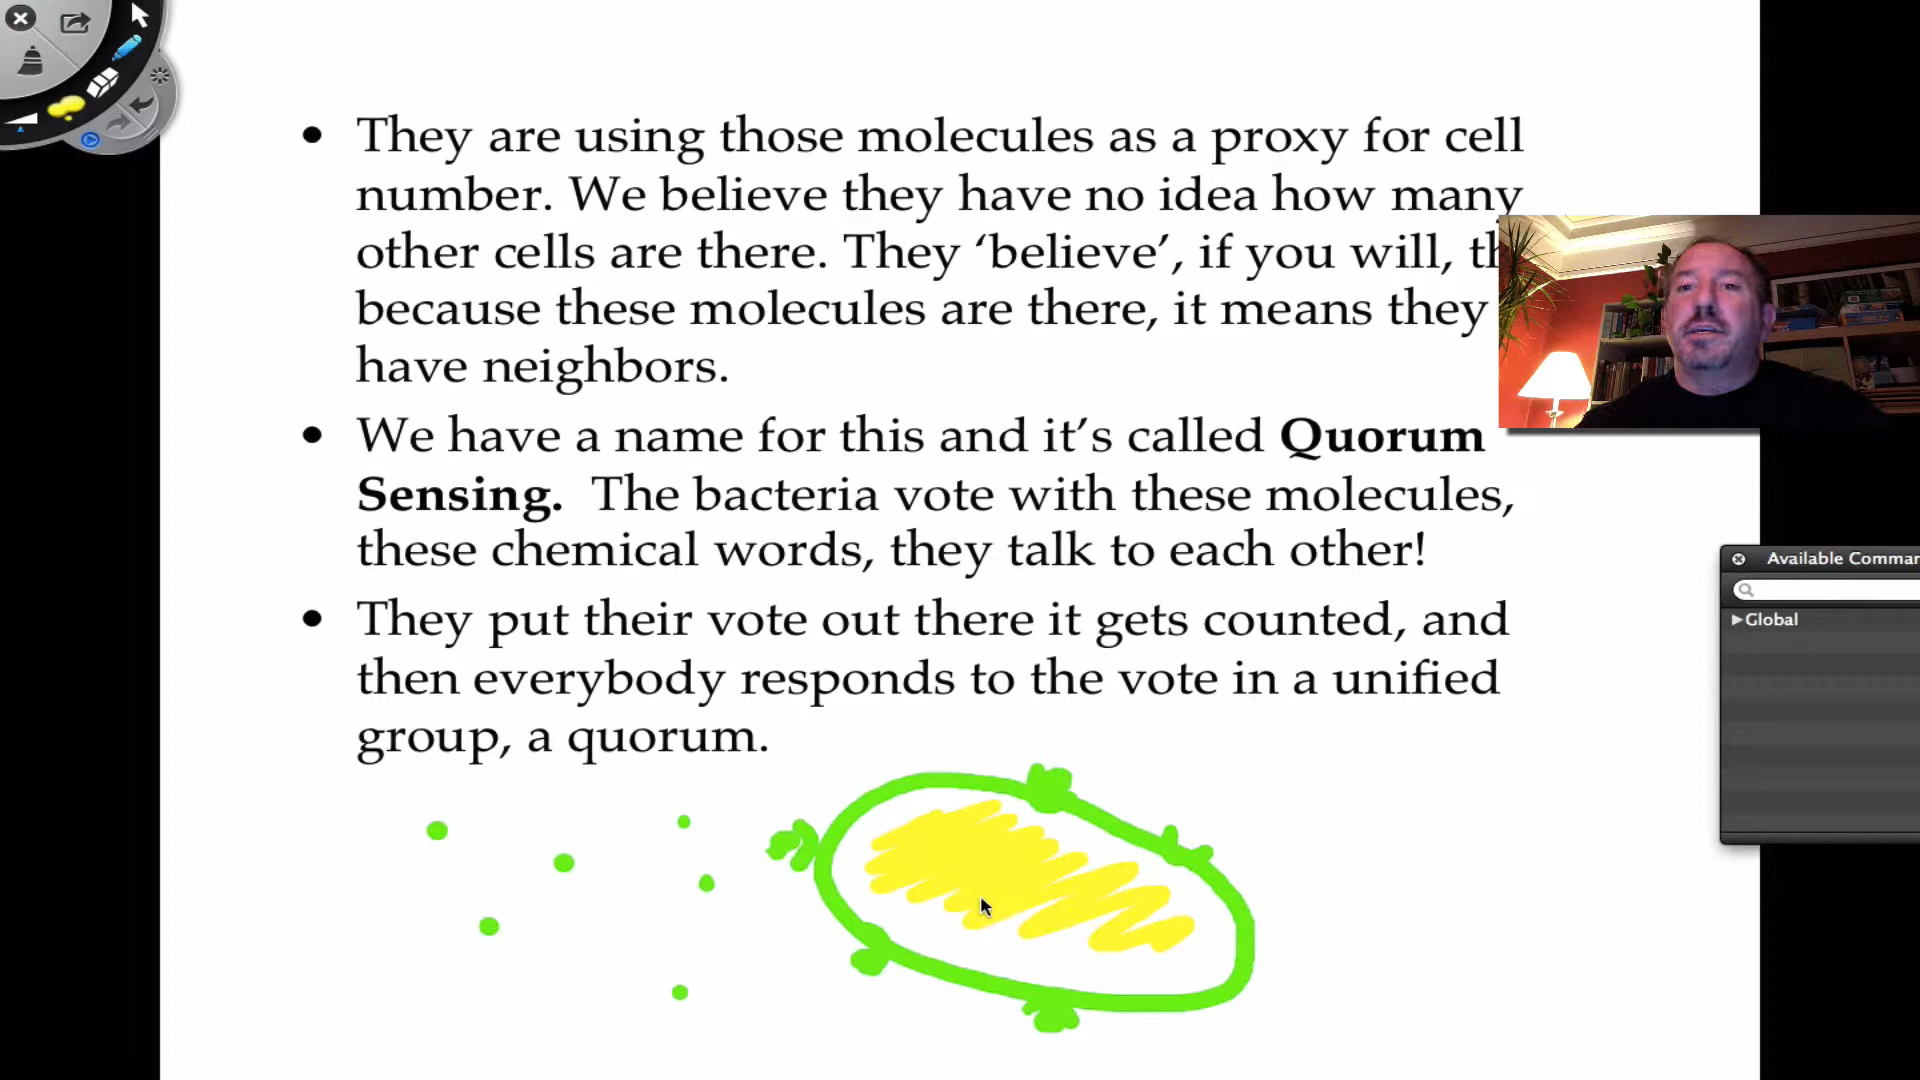 • They are using those molecules as a proxy for cell
number. We believe they have no idea how many
other cells are there. They ‘believe’, if you will,
because these molecules are there, it means they
have neighbors.
• We have a name for this and it’s called Quorum
Sensing. The bacteria vote with these molecules,
these chemical words, they talk to each other!
• They put their vote out there it gets counted, and
then everybody responds to the vote in a unified
group, a quorum.
Available Comman
Global